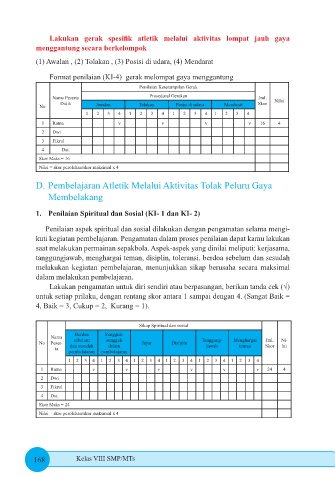 Lakukan gerak spesifik atletik melalui aktivitas lompat jauh gaya
menggantung secara berkelompok
(1) Awalan , (2) Tolakan , (3) Posisi di udara, (4) Mendarat
Format penilaian (KI-4) gerak melompat gaya menggantung
Penilaian Keterampilan Gerak
No Nama Peserta Didik Prosedural Gerakan Jml. Skor Nilai
Awalan Tolakan Posisi di udara Mendarat
1 2 3 4 1 2 3 4 1 2 3 4 1 2 3 4
1 Ratna v v v v 16 4
2 Dwi
3 Fikrul
4 Dst.
Skor Maks = 16
Nilai = skor perolehan/skor maksimal x 4
D. Pembelajaran Atletik Melalui Aktivitas Tolak Peluru Gaya
Membelakang
1. Penilaian Spiritual dan Sosial (KI- 1 dan KI- 2)
Penilaian aspek spiritual dan sosial dilakukan dengan pengamatan selama mengi-
kuti kegiatan pembelajaran. Pengamatan dalam proses penilaian dapat kamu lakukan
saat melakukan permainan sepakbola. Aspek-aspek yang dinilai meliputi: kerjasama,
tanggungjawab, menghargai teman, disiplin, toleransi, berdoa sebelum dan sesudah
melakukan kegiatan pembelajaran, menunjukkan sikap berusaha secara maksimal
dalam melakukan pembelajaran.
Lakukan pengamatan untuk diri sendiri atau berpasangan, berikan tanda cek (√)
untuk setiap prilaku, dengan rentang skor antara 1 sampai dengan 4. (Sangat Baik =
4, Baik = 3, Cukup = 2, Kurang = 1).
Sikap Spiritual dan sosial
No Nama Peserta Berdoa sebelum dan sesudah pembelajaran Sungguh-sungguh dalam pembelajaran Jujur Disiplin Tanggung jawab Menghargai teman Jml. Skor Ni-lai
1 2 3 4 1 2 3 4 1 2 3 4 1 2 3 4 1 2 3 4 1 2 3 4
1 Ratna v v v v v v 24 4
2 Dwi
3 Fikrul
4 Dst.
Skor Maks = 24
Nilai = skor perolehan/skor maksimal x 4
168 Kelas VIII SMP/MTs